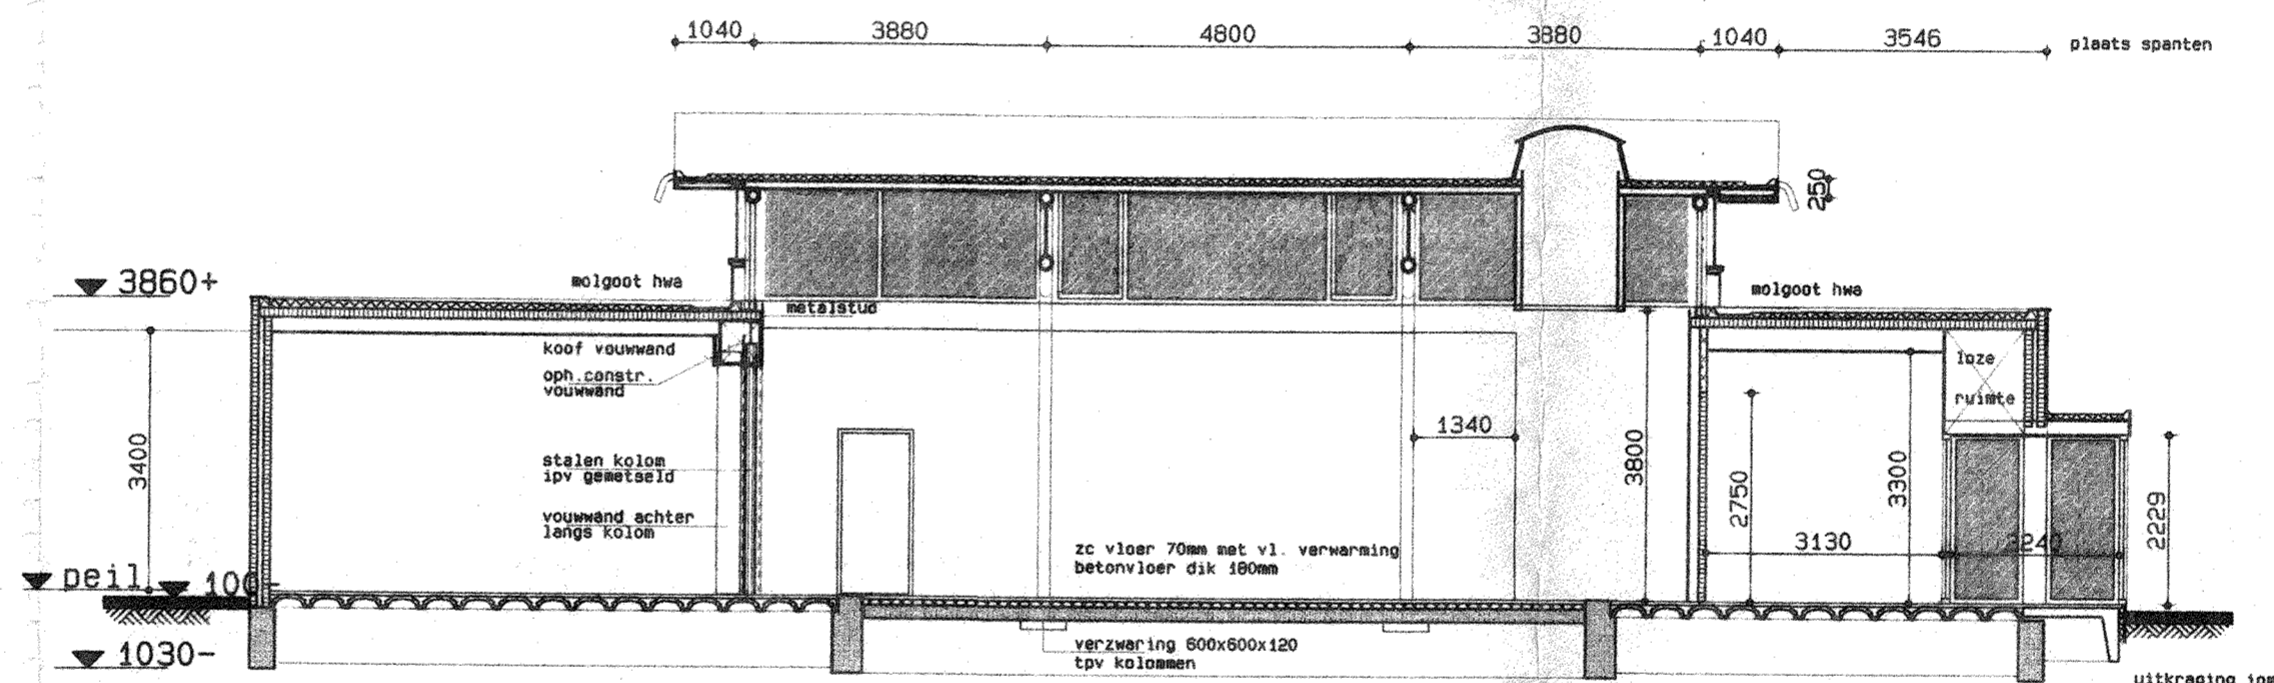 1040 3880 4800 3880 1040 3546 plaats spanten
250
3860+
molgoot hwa
molgoot hwa
metalstud
koof vouwwand
oph.constr.
vouwwand
loze
ruimte
1340
3400
3800
2750
3300
2229
stalen kolom
ipv gemetseld
vouwwand achter
langs kolom
3130
3240
zc vloer 70mm met vl. verwarming
betonvloer dik 180mm
peil
100-
1030-
verzwaring 600x600x120
tpv kolommen
uitkraging